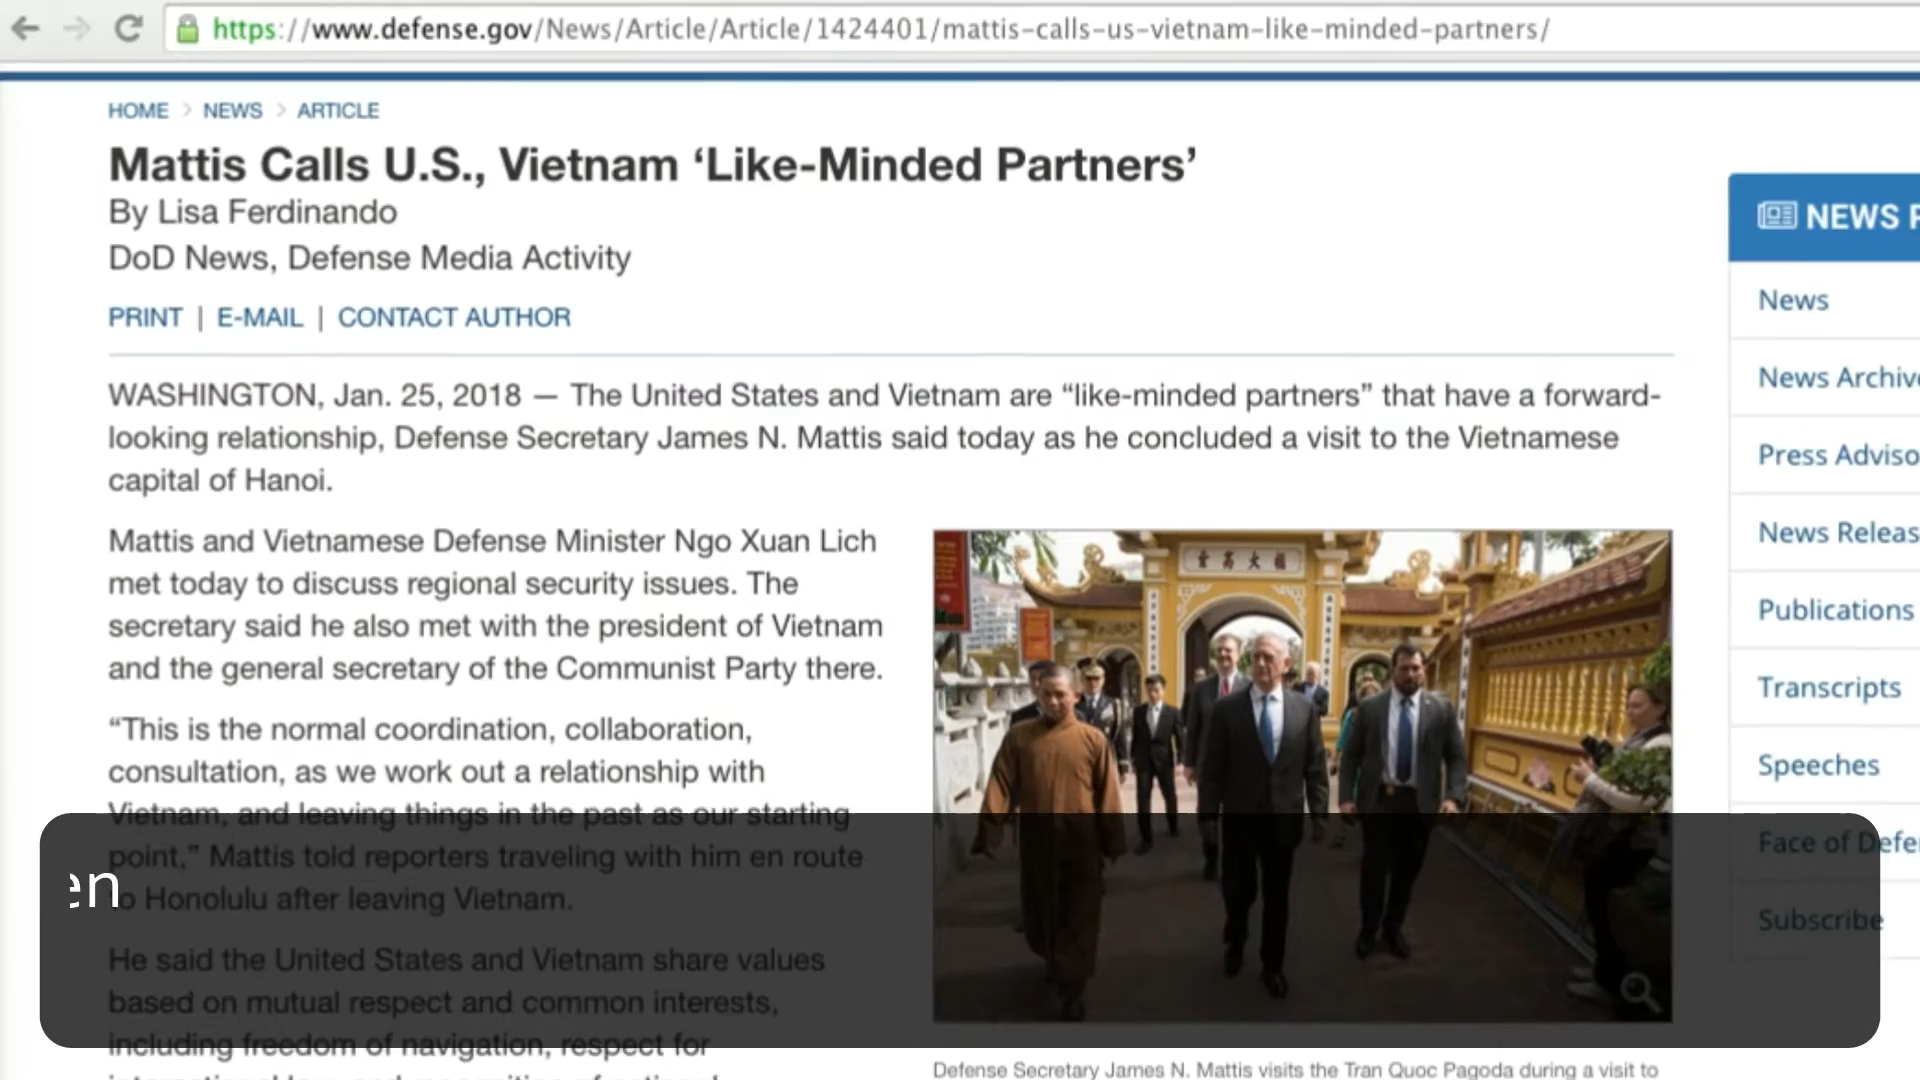 https://www.defense.gov/News/Article/Article/1424401/mattis-calls-us-vietnam-like-minded-partners/
HOME > NEWS > ARTICLE
Mattis Calls U.S., Vietnam ‘Like-Minded Partners’
By Lisa Ferdinando
DoD News, Defense Media Activity
PRINT | E-MAIL | CONTACT AUTHOR
WASHINGTON, Jan. 25, 2018 — The United States and Vietnam are “like-minded partners” that have a forward-
looking relationship, Defense Secretary James N. Mattis said today as he concluded a visit to the Vietnamese
capital of Hanoi.
Mattis and Vietnamese Defense Minister Ngo Xuan Lich
met today to discuss regional security issues. The
secretary said he also met with the president of Vietnam
and the general secretary of the Communist Party there.
“This is the normal coordination, collaboration,
consultation, as we work out a relationship with
Vietnam, and leaving things in the past as our starting
point,” Mattis told reporters traveling with him en route
to Honolulu after leaving Vietnam.
He said the United States and Vietnam share values
based on mutual respect and common interests,
including freedom of navigation, respect for
Defense Secretary James N. Mattis visits the Tran Quoc Pagoda during a visit to
NEWS
News
News Archive
Press Adviso
News Releas
Publications
Transcripts
Speeches
Face of Defe
Subscribe
en